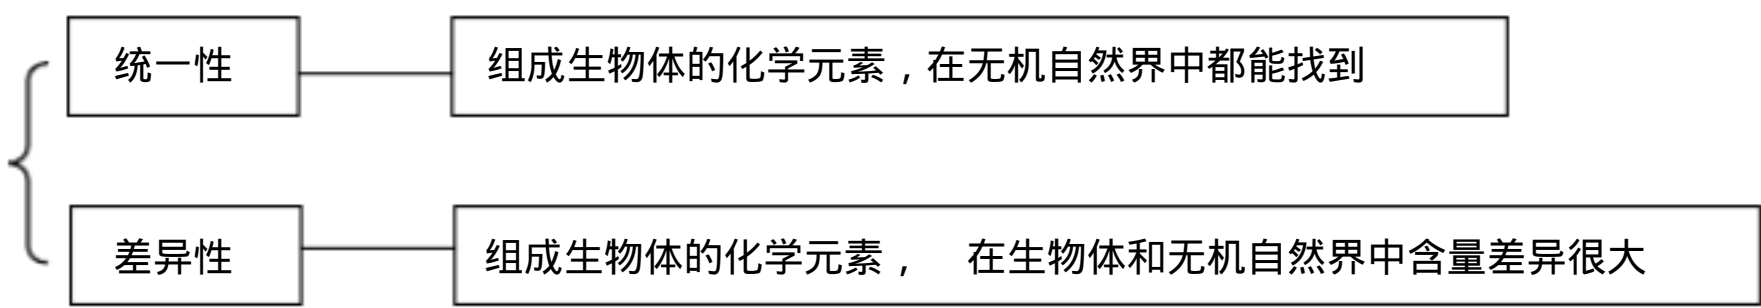 统一性
组成生物体的化学元素，在无机自然界中都能找到
差异性
组成生物体的化学元素， 在生物体和无机自然界中含量差异很大